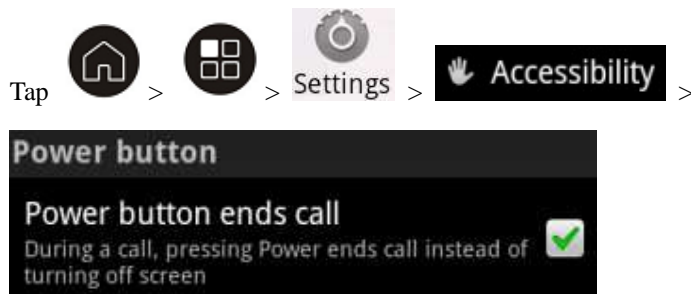 Tap > > Settings > Accessibility >
Power button
Power button ends call
During a call, pressing Power ends call instead of
turning off screen